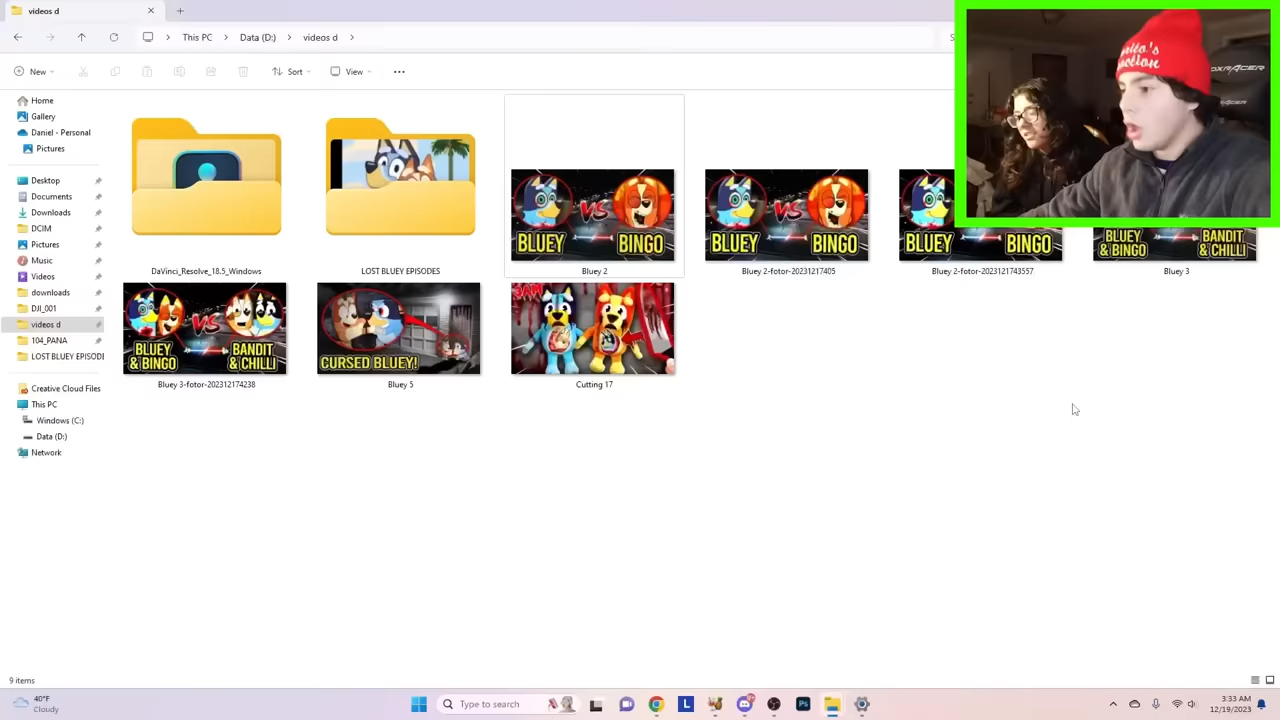 videos d
This PC
Data (D:)
videos d
New
Sort
View
Home
Gallery
Daniel - Personal
Pictures
Desktop
Documents
Downloads
DCIM
Pictures
Music
Videos
downloads
DJI_001
videos d
104_PANA
LOST BLUEY EPISODE
Creative Cloud Files
This PC
Windows (C:)
Data (D:)
Network
DaVinci_Resolve_18.5_Windows
LOST BLUEY EPISODES
VS
BLUEY
BINGO
Bluey 2
VS
BLUEY
BINGO
Bluey 2-fotor-20231217405
BLUEY
BINGO
Bluey 2-fotor-2023121743557
BLUEY
& BINGO
BANDIT
& CHILLI
Bluey 3
VS
BLUEY
& BINGO
BANDIT
& CHILLI
Bluey 3-fotor-202312174238
CURSED BLUEY!
Bluey 5
3AM
Cutting 17
DXRACER
9 items
40°F
Cloudy
Type to search
L
Ps
3:33 AM
12/19/2023